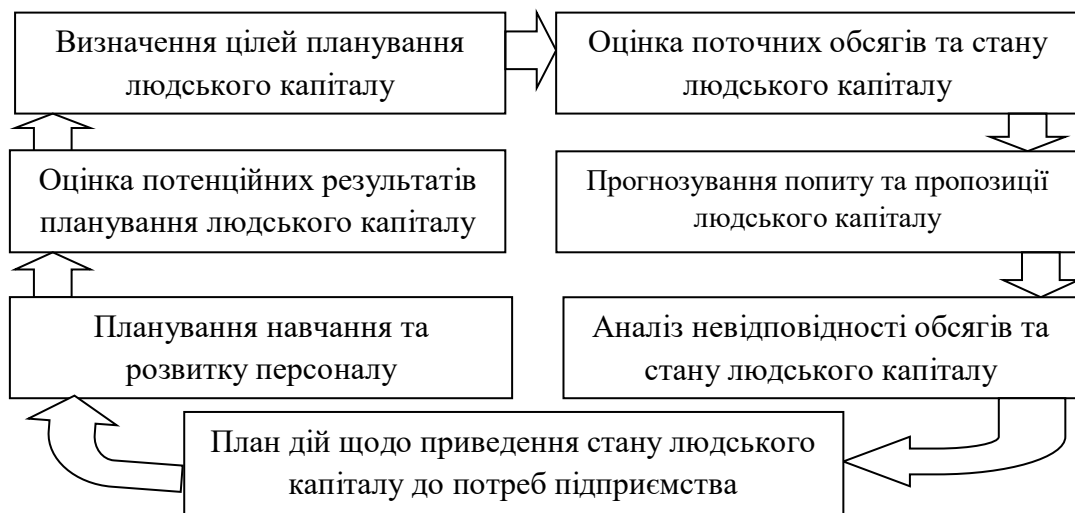 Визначення цілей планування
людського капіталу
Оцінка поточних обсягів та стану
людського капіталу
Оцінка потенційних результатів
планування людського капіталу
Прогнозування попиту та пропозиції
людського капіталу
Планування навчання та
розвитку персоналу
Аналіз невідповідності обсягів та
стану людського капіталу
План дій щодо приведення стану людського
капіталу до потреб підприємства